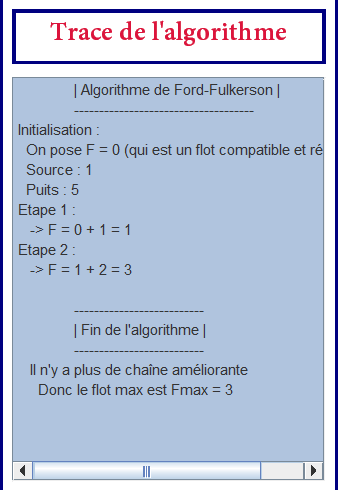 Trace de l'algorithme
| Algorithme de Ford-Fulkerson |
------------------------------------
Initialisation :
On pose F = 0 (qui est un flot compatible et ré
Source : 1
Puits : 5
Etape 1 :
-> F = 0 + 1 = 1
Etape 2 :
-> F = 1 + 2 = 3
--------------------------
| Fin de l'algorithme |
--------------------------
Il n'y a plus de chaîne améliorante
Donc le flot max est Fmax = 3